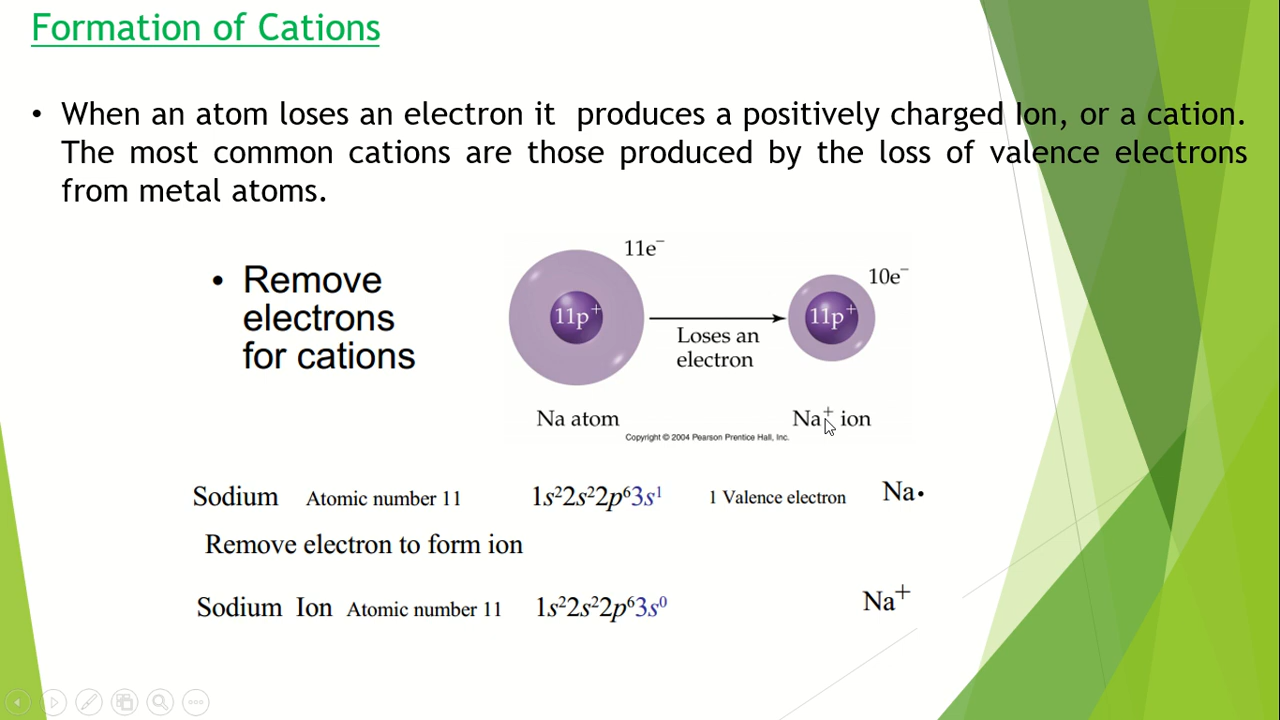 Formation of Cations
• When an atom loses an electron it  produces a positively charged Ion, or a cation.
The most common cations are those produced by the loss of valence electrons
from metal atoms.
• Remove
electrons
for cations
11e⁻
11p⁺
Loses an
electron
10e⁻
11p⁺
Na atom
Na⁺ ion
Copyright © 2004 Pearson Prentice Hall, Inc.
Sodium Atomic number 11 1s²2s²2p⁶3s¹ 1 Valence electron Na•
Remove electron to form ion
Sodium Ion Atomic number 11 1s²2s²2p⁶3s⁰ Na⁺